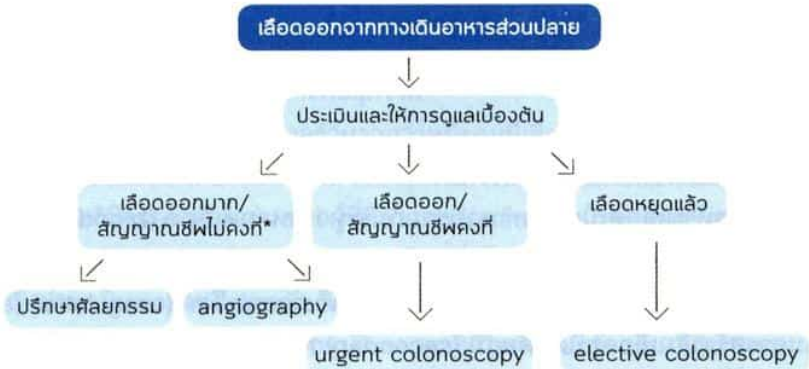 เลือดออกจากทางเดินอาหารส่วนปลาย
ประเมินและให้การดูแลเบื้องต้น
เลือดออกมาก/
สัญญาณชีพไม่คงที่*
เลือดออก/
สัญญาณชีพคงที่
เลือดหยุดแล้ว
ปรึกษาศัลยกรรม
angiography
urgent colonoscopy
elective colonoscopy